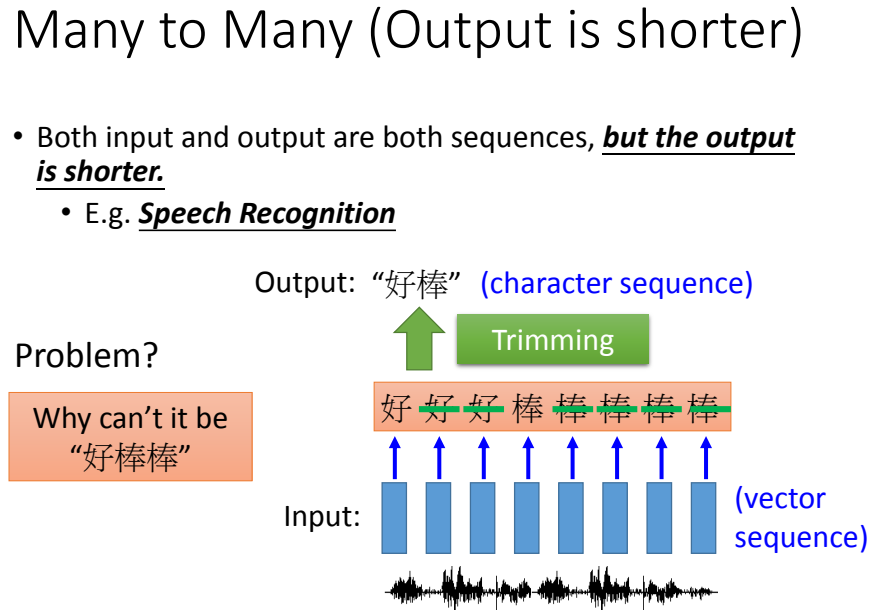 Many to Many (Output is shorter)
• Both input and output are both sequences, but the output
is shorter.
• E.g. Speech Recognition
Output: “好棒” (character sequence)
Trimming
Problem?
Why can’t it be
“好棒棒”
好 好 好 棒 棒 棒 棒 棒
Input:
(vector
sequence)